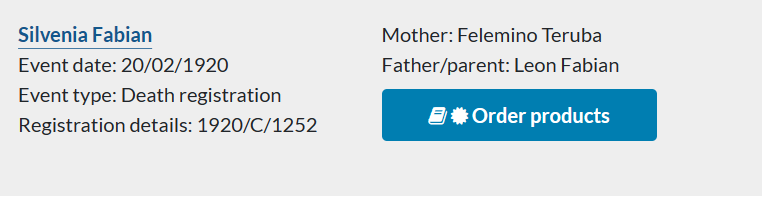 Silvenia Fabian
Event date: 20/02/1920
Event type: Death registration
Registration details: 1920/C/1252
Mother: Felemino Teruba
Father/parent: Leon Fabian
Order products